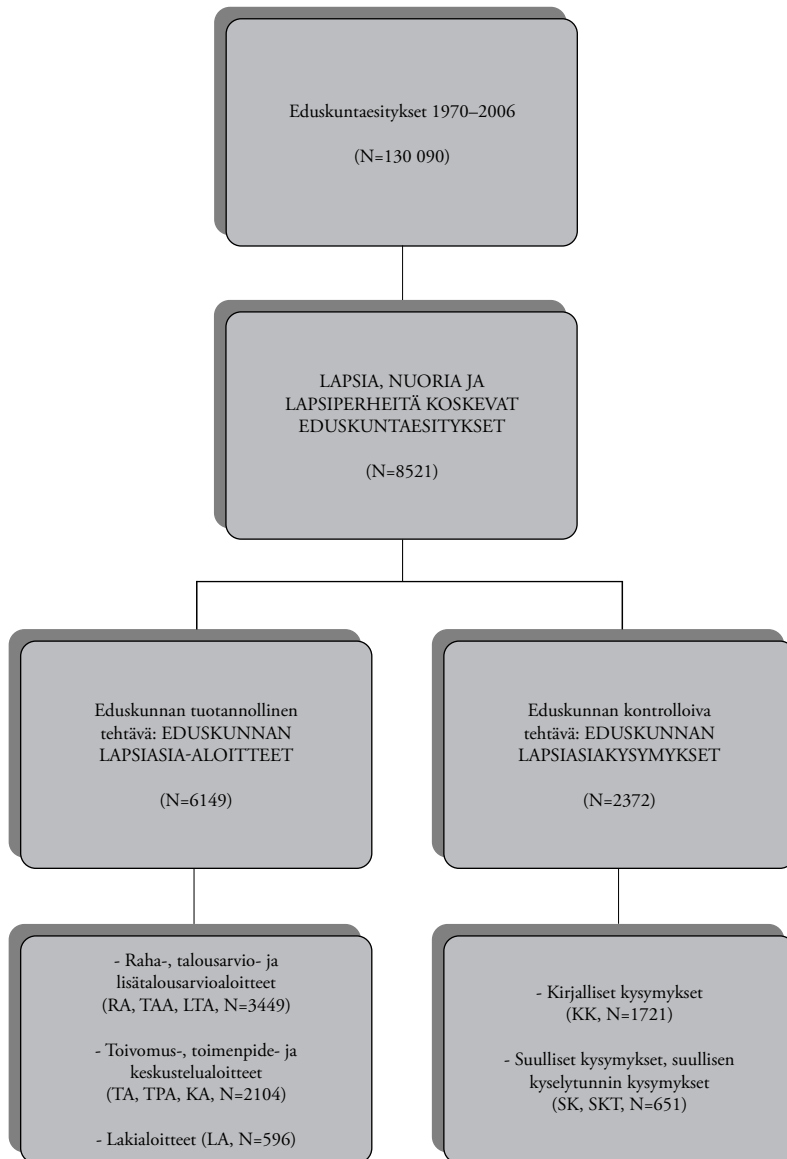 Eduskuntaesitykset 1970–2006
(N=130 090)
LAPSIA, NUORIA JA
LAPSIPERHEITÄ KOSKEVAT
EDUSKUNTAESITYKSET
(N=8521)
Eduskunnan tuotannollinen
tehtävä: EDUSKUNNAN
LAPSIASIA-ALOITTEET
(N=6149)
Eduskunnan kontrolloiva
tehtävä: EDUSKUNNAN
LAPSIASIAKYSYMYKSET
(N=2372)
- Raha-, talousarvio- ja
lisätalousarvioaloitteet
(RA, TAA, LTA, N=3449)
- Toivomus-, toimenpide- ja
keskustelualoitteet
(TA, TPA, KA, N=2104)
- Lakialoitteet (LA, N=596)
- Kirjalliset kysymykset
(KK, N=1721)
- Suulliset kysymykset, suullisen
kyselytunnin kysymykset
(SK, SKT, N=651)